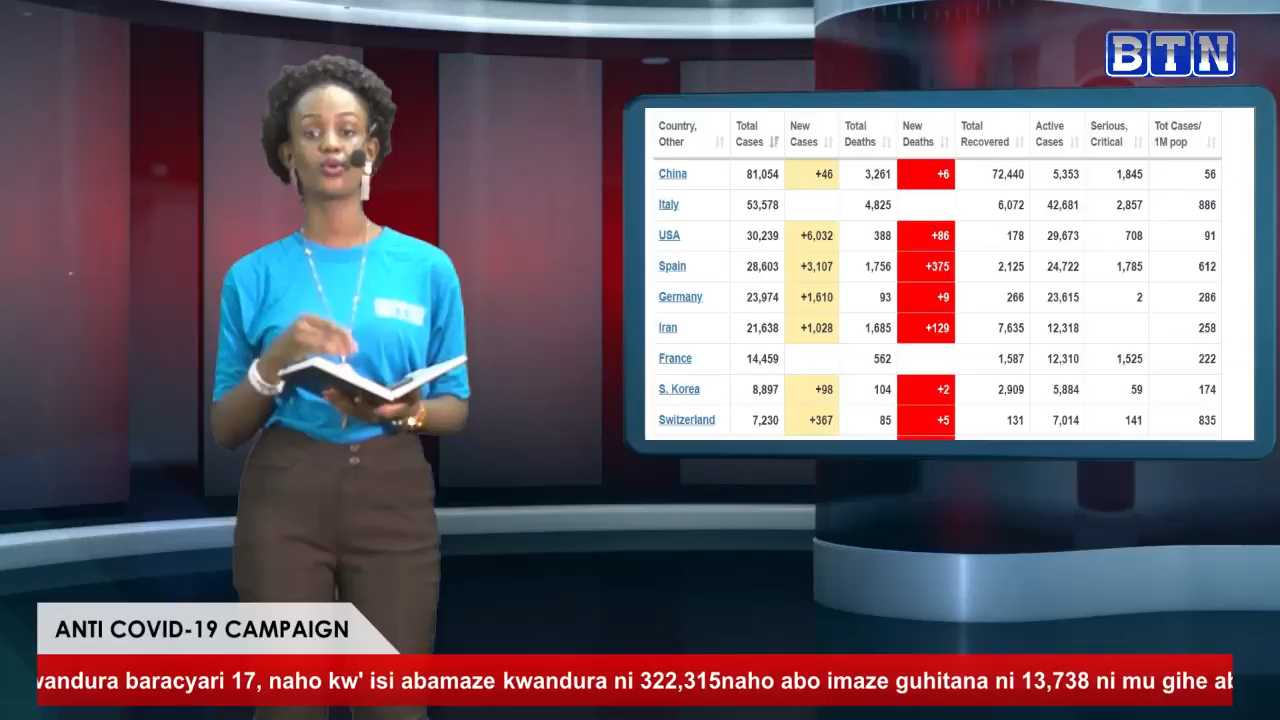 BTN
Country, Other Total Cases New Cases Total Deaths New Deaths Total Recovered Active Cases Serious, Critical Tot Cases/ 1M pop
China 81,054 +46 3,261 +6 72,440 5,353 1,845 56
Italy 53,578 4,825 6,072 42,681 2,857 886
USA 30,239 +6,032 388 +86 178 29,673 708 91
Spain 28,603 +3,107 1,756 +375 2,125 24,722 1,785 612
Germany 23,974 +1,610 93 +9 266 23,615 2 286
Iran 21,638 +1,028 1,685 +129 7,635 12,318 258
France 14,459 562 1,587 12,310 1,525 222
S. Korea 8,897 +98 104 +2 2,909 5,884 59 174
Switzerland 7,230 +367 85 +5 131 7,014 141 835
ANTI COVID-19 CAMPAIGN
wandura baracyari 17, naho kw' isi abamaze kwandura ni 322,315naho abo imaze guhitana ni 13,738 ni mu gihe